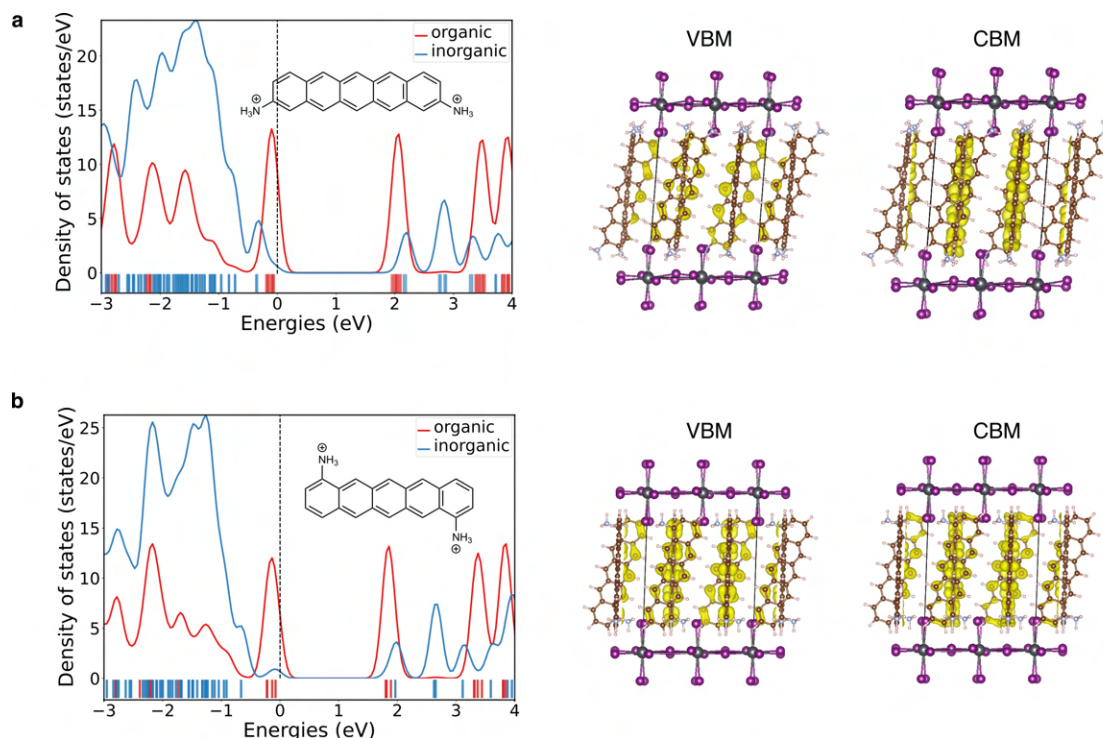 a
Density of states (states/eV)
20
15
10
5
0
organic
inorganic
⊕
H₃N
⊕
NH₃
−3 −2 −1 0 1 2 3 4
Energies (eV)
VBM
CBM
b
Density of states (states/eV)
25
20
15
10
5
0
organic
inorganic
⊕
NH₃
NH₃
⊕
−3 −2 −1 0 1 2 3 4
Energies (eV)
VBM
CBM